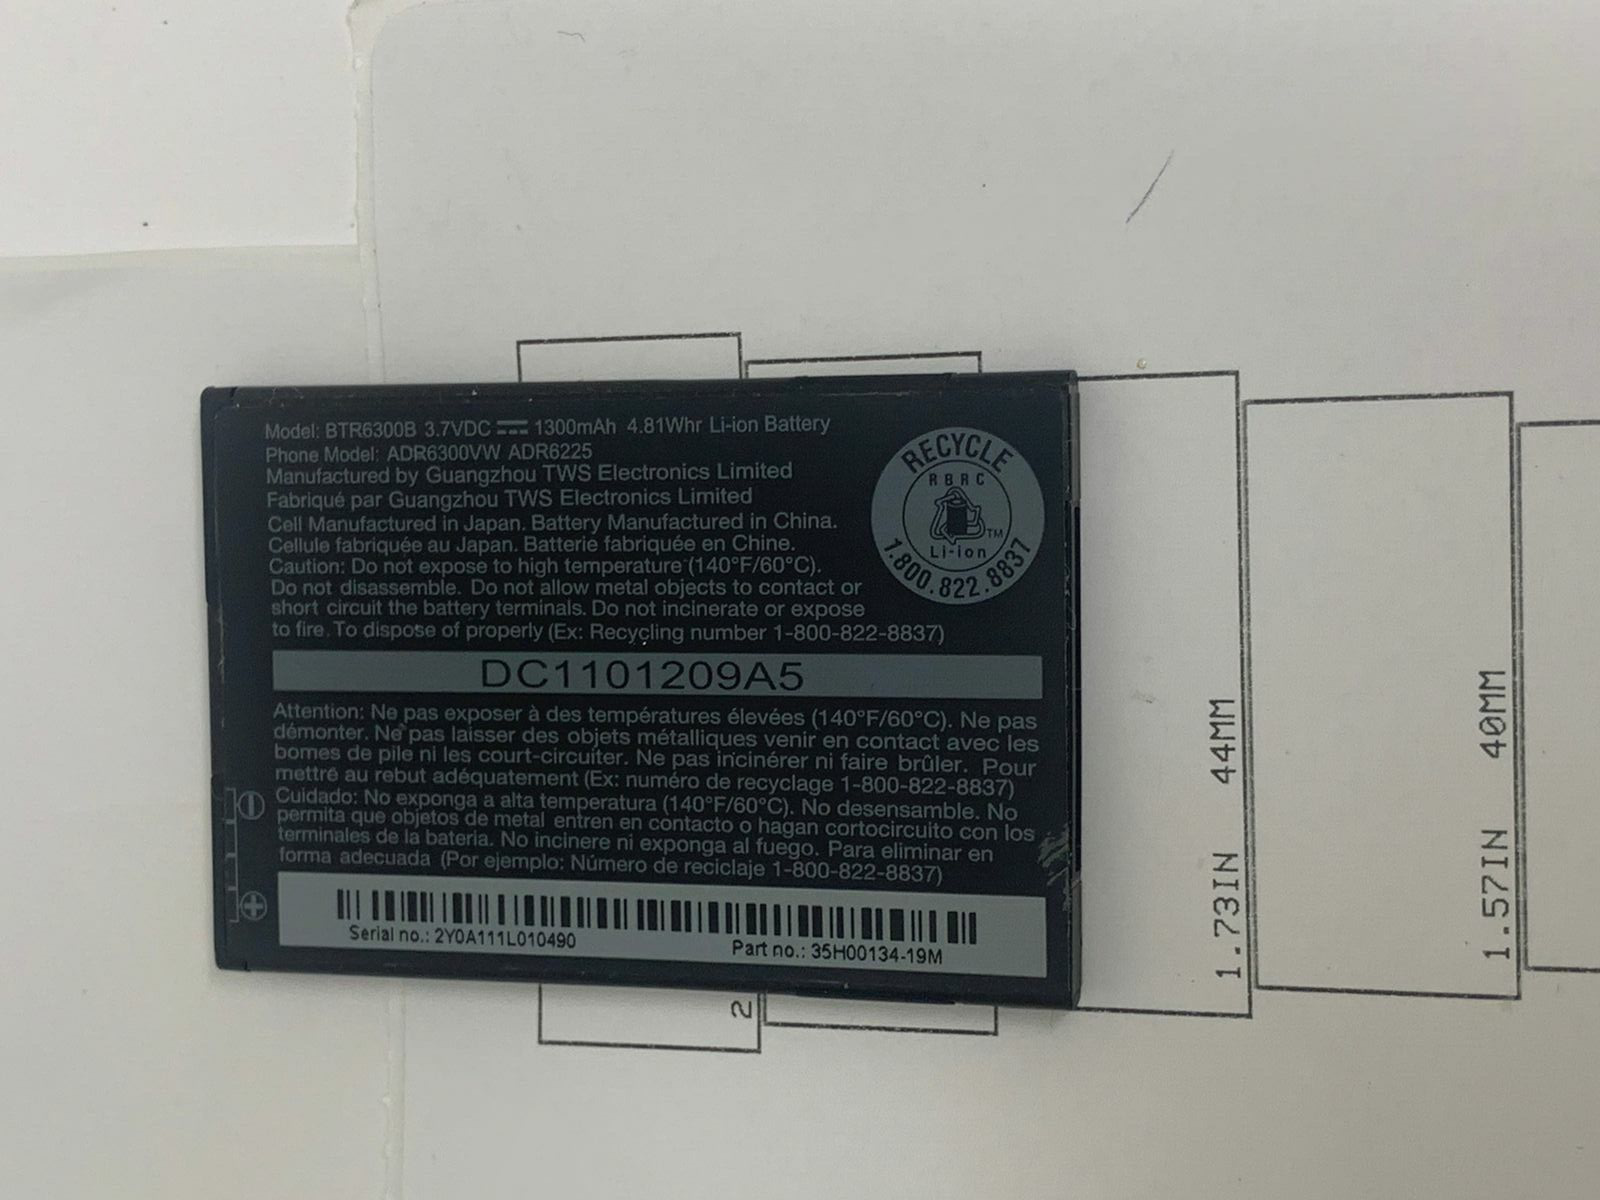 Model: BTR6300B 3.7VDC 1300mAh 4.81Whr Li-ion Battery
Phone Model: ADR6300VW ADR6225
Manufactured by Guangzhou TWS Electronics Limited
Fabriqué par Guangzhou TWS Electronics Limited
Cell Manufactured in Japan. Battery Manufactured in China.
Cellule fabriquée au Japan. Batterie fabriquée en Chine.
Caution: Do not expose to high temperature (140°F/60°C).
Do not disassemble. Do not allow metal objects to contact or
short circuit the battery terminals. Do not incinerate or expose
to fire. To dispose of properly (Ex: Recycling number 1-800-822-8837)
RECYCLE
RBRC
TM
Li-ion
1.800.822.8837
DC1101209A5
Attention: Ne pas exposer à des températures élevées (140°F/60°C). Ne pas
démonter. Ne pas laisser des objets métalliques venir en contact avec les
bornes de pile ni les court-circuiter. Ne pas incinérer ni faire brûler. Pour
mettré au rebut adéquatement (Ex: numéro de recyclage 1-800-822-8837)
Cuidado: No exponga a alta temperatura (140°F/60°C). No desensamble. No
permita que objetos de metal entren en contacto o hagan cortocircuito con los
terminales de la bateria. No incinere ni exponga al fuego. Para eliminar en
forma adecuada (Por ejemplo: Número de reciclaje 1-800-822-8837)
Serial no.: 2Y0A111L010490
Part no.: 35H00134-19M
2
1.73IN 44MM
1.57IN 40MM